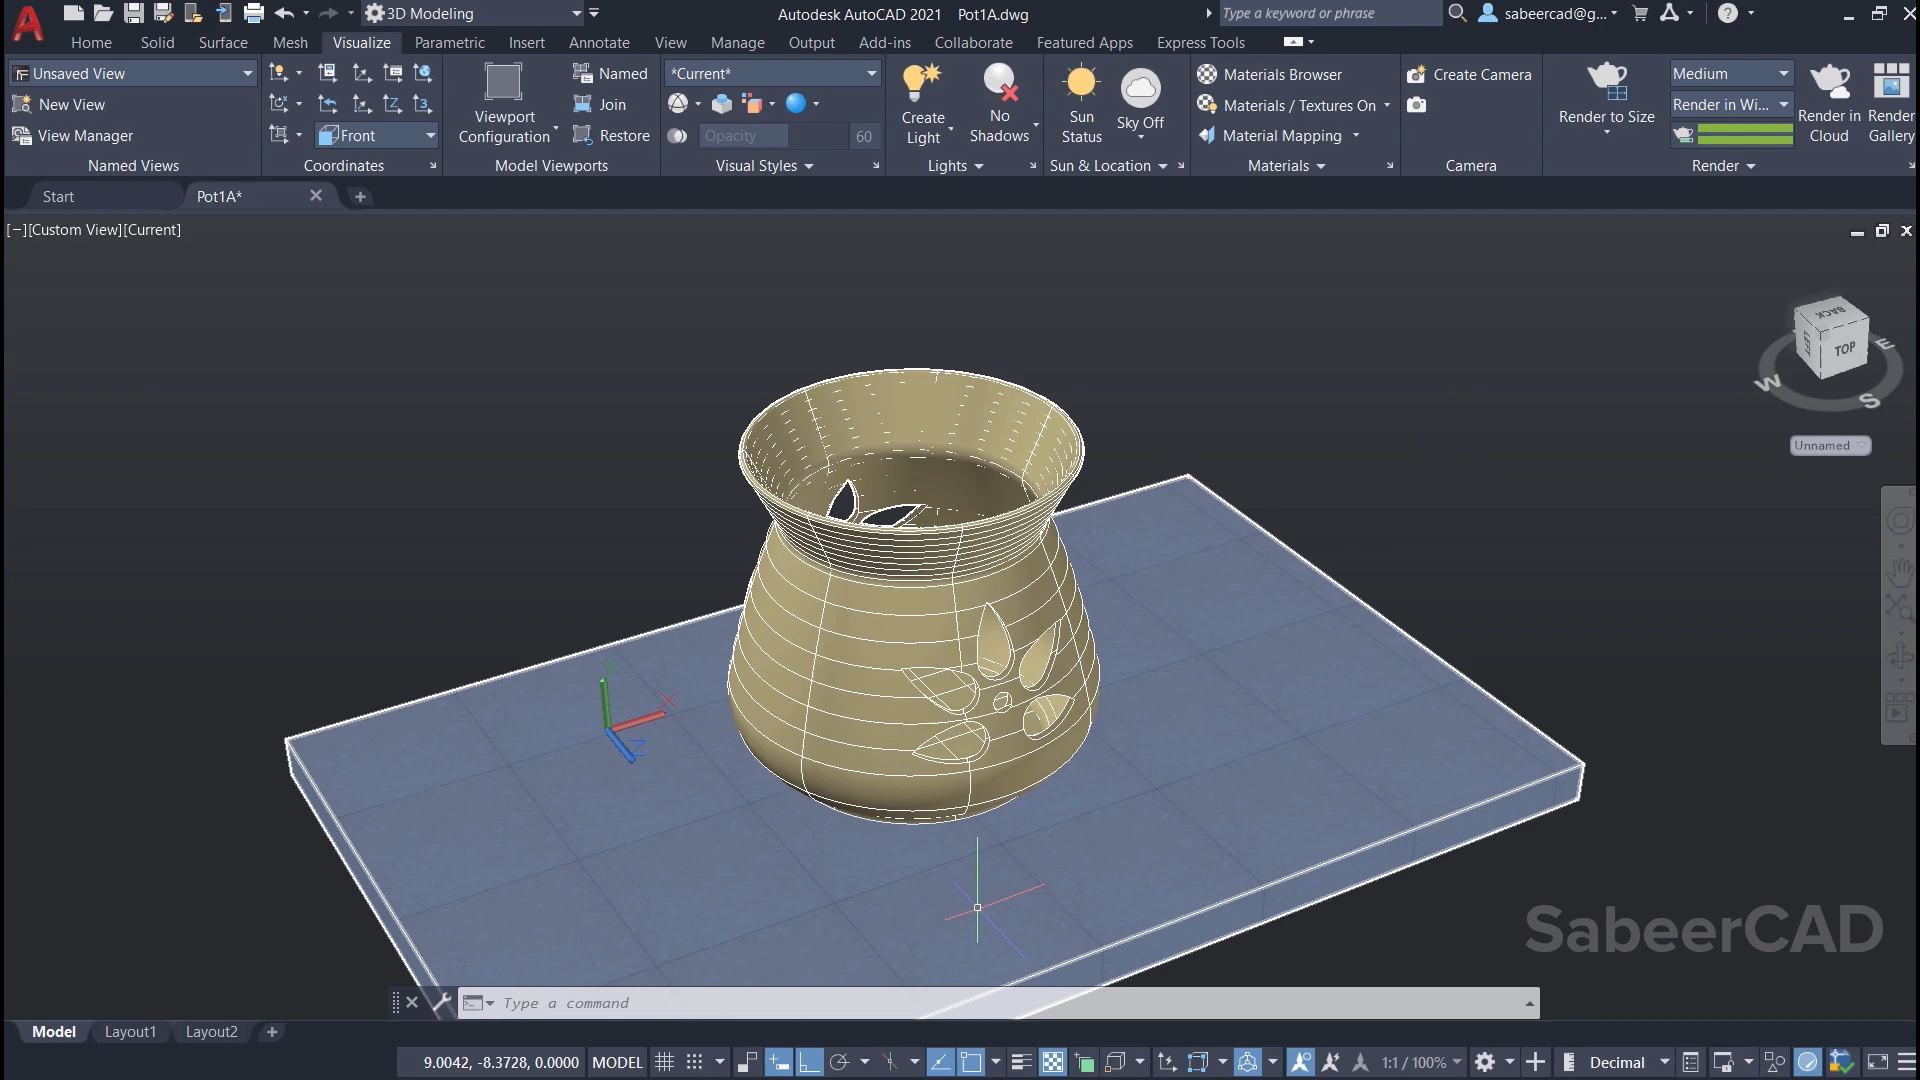 3D Modeling
Autodesk AutoCAD 2021 Pot1A.dwg
Type a keyword or phrase
sabeercad@g...
Home Solid Surface Mesh Visualize Parametric Insert Annotate View Manage Output Add-ins Collaborate Featured Apps Express Tools
Unsaved View
New View
View Manager
Named Views
Front
Coordinates
Viewport
Configuration
Named
Join
Restore
Model Viewports
*Current*
Opacity 60
Visual Styles
Create
Light
No
Shadows
Lights
Sun
Status
Sky Off
Sun & Location
Materials Browser
Materials / Textures On
Material Mapping
Materials
Create Camera
Camera
Render to Size
Medium
Render in Wi...
Render in
Cloud
Render
Gallery
Render
Start Pot1A*
[−][Custom View][Current]
BACK
LEFT
TOP
E
W
S
Unnamed
Y
X
Z
SabeerCAD
Type a command
Model Layout1 Layout2
9.0042, -8.3728, 0.0000 MODEL 1:1 / 100% Decimal